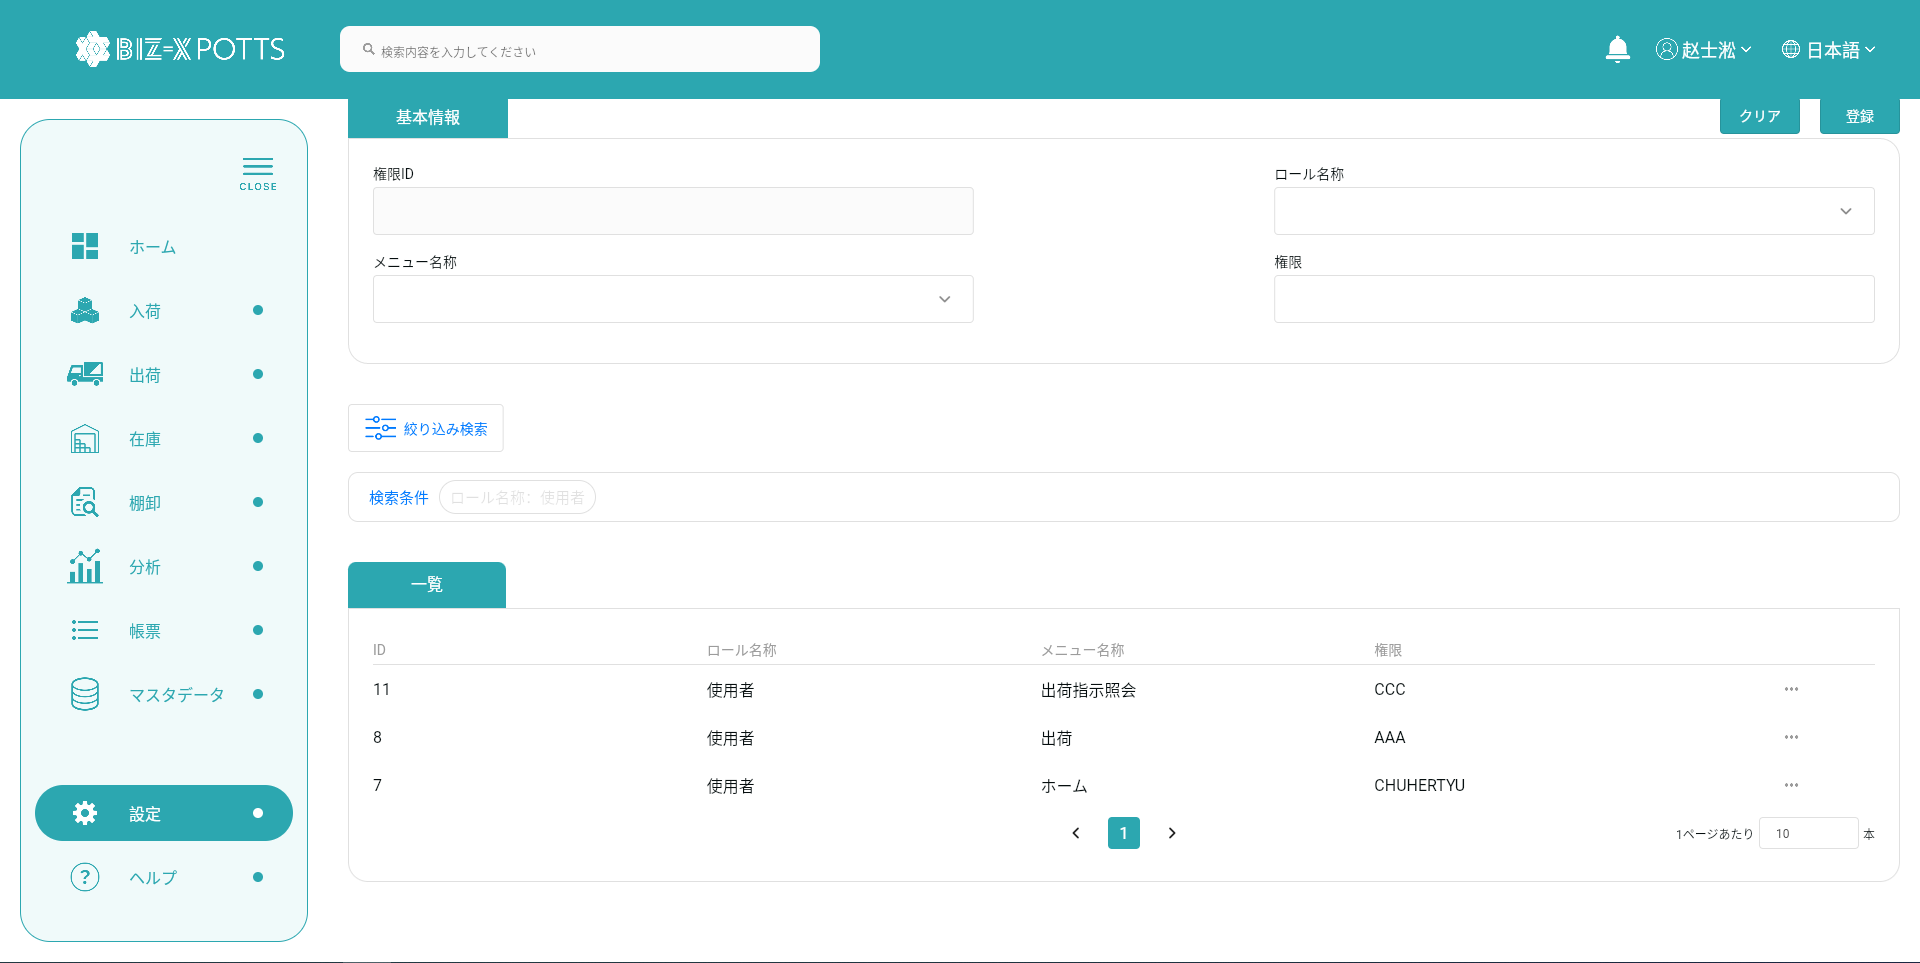 BIZ-X POTTS
検索内容を入力してください
赵士淞
日本語
基本情報
クリア
登録
CLOSE
ホーム
入荷
出荷
在庫
棚卸
分析
帳票
マスタデータ
設定
ヘルプ
権限ID
ロール名称
メニュー名称
権限
絞り込み検索
検索条件 ロール名称：使用者
一覧
ID ロール名称 メニュー名称 権限
11 使用者 出荷指示照会 CCC •••
8 使用者 出荷 AAA •••
7 使用者 ホーム CHUHERTYU •••
1
1ページあたり 10 本